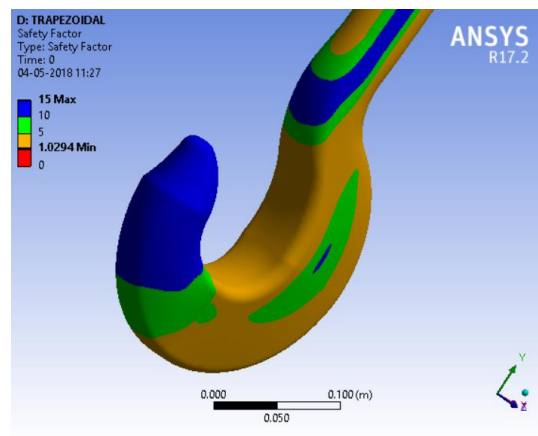 D: TRAPEZOIDAL
Safety Factor
Type: Safety Factor
Time: 0
04-05-2018 11:27
15 Max
10
5
1.0294 Min
0
ANSYS
R17.2
0.000
0.100 (m)
0.050
Y
X